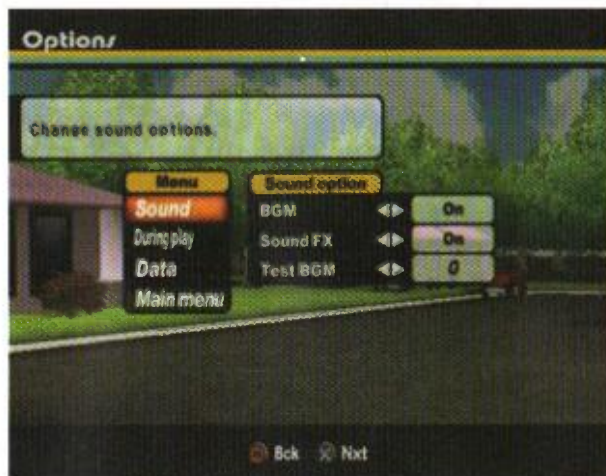 Options
Change sound options.
Menu
Sound
During play
Data
Main menu
Sound option
BGM On
Sound FX On
Test BGM 0
Bck Nxt